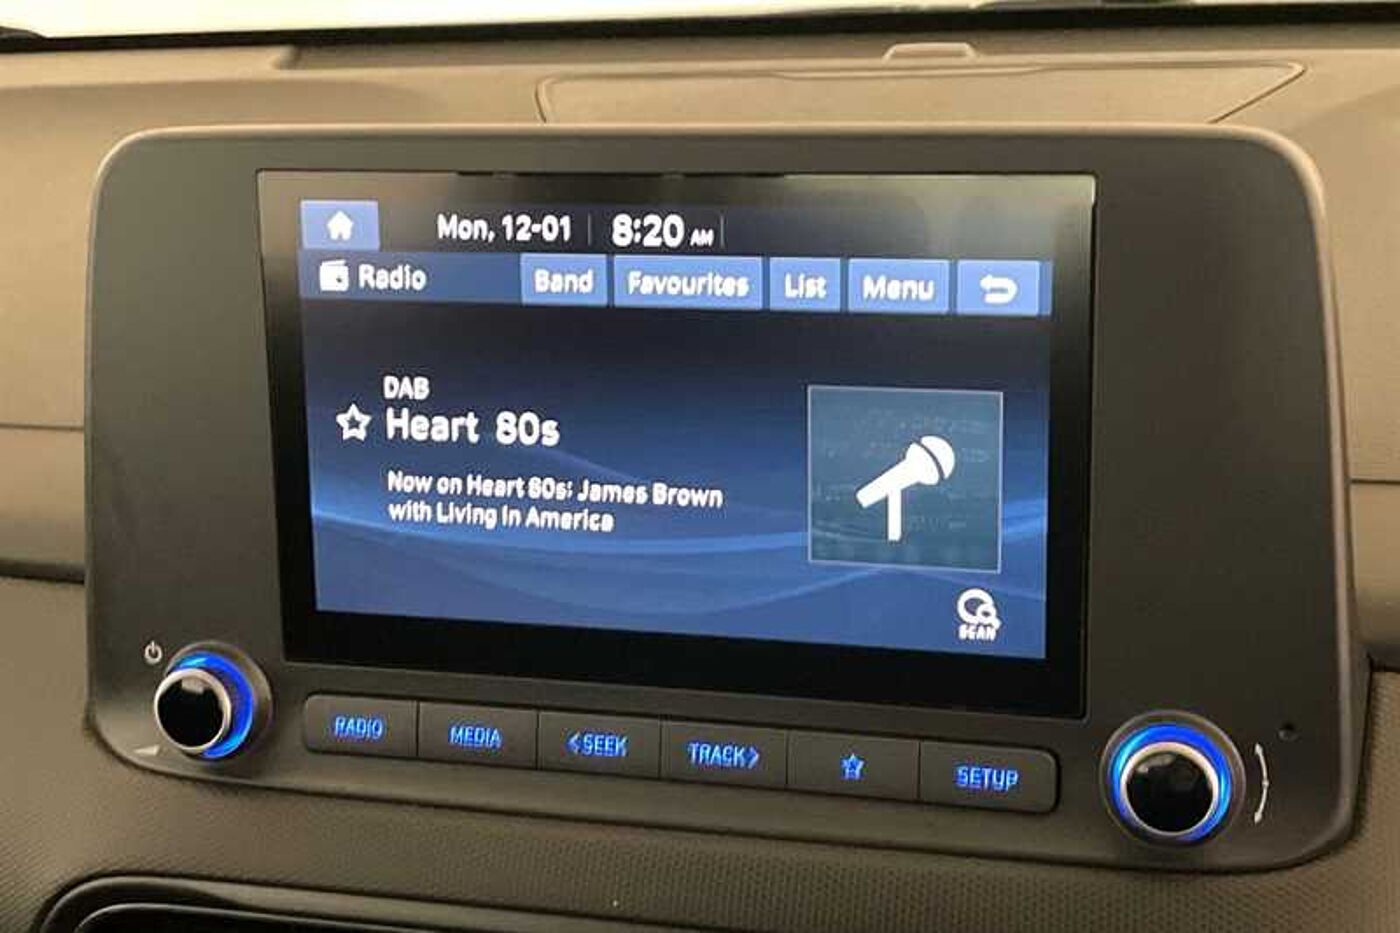 Mon, 12-01 8:20 AM
Radio Band Favourites List Menu
DAB
Heart 80s
Now on Heart 80s: James Brown
with Living In America
SCAN
RADIO MEDIA <SEEK TRACK> SETUP